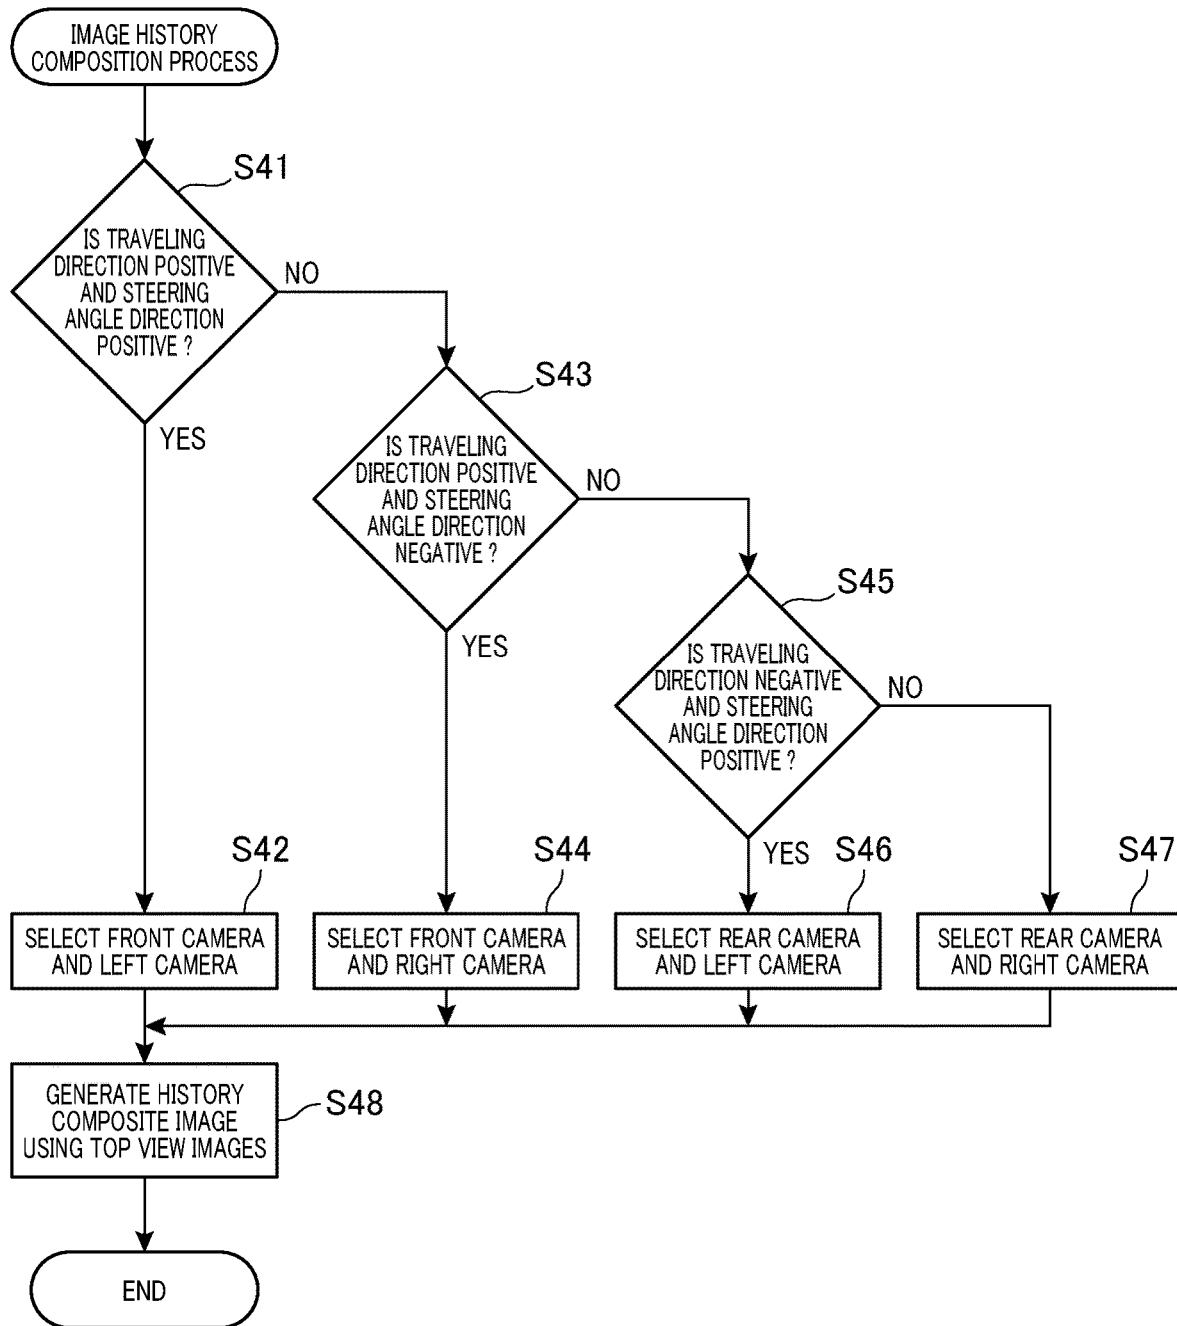 IMAGE HISTORY
COMPOSITION PROCESS
S41
IS TRAVELING
DIRECTION POSITIVE
AND STEERING
ANGLE DIRECTION
POSITIVE ?
NO
YES
S43
IS TRAVELING
DIRECTION POSITIVE
AND STEERING
ANGLE DIRECTION
NEGATIVE ?
NO
YES
S45
IS TRAVELING
DIRECTION NEGATIVE
AND STEERING
ANGLE DIRECTION
POSITIVE ?
NO
YES
S42
SELECT FRONT CAMERA
AND LEFT CAMERA
S44
SELECT FRONT CAMERA
AND RIGHT CAMERA
S46
SELECT REAR CAMERA
AND LEFT CAMERA
S47
SELECT REAR CAMERA
AND RIGHT CAMERA
GENERATE HISTORY
COMPOSITE IMAGE
USING TOP VIEW IMAGES
S48
END